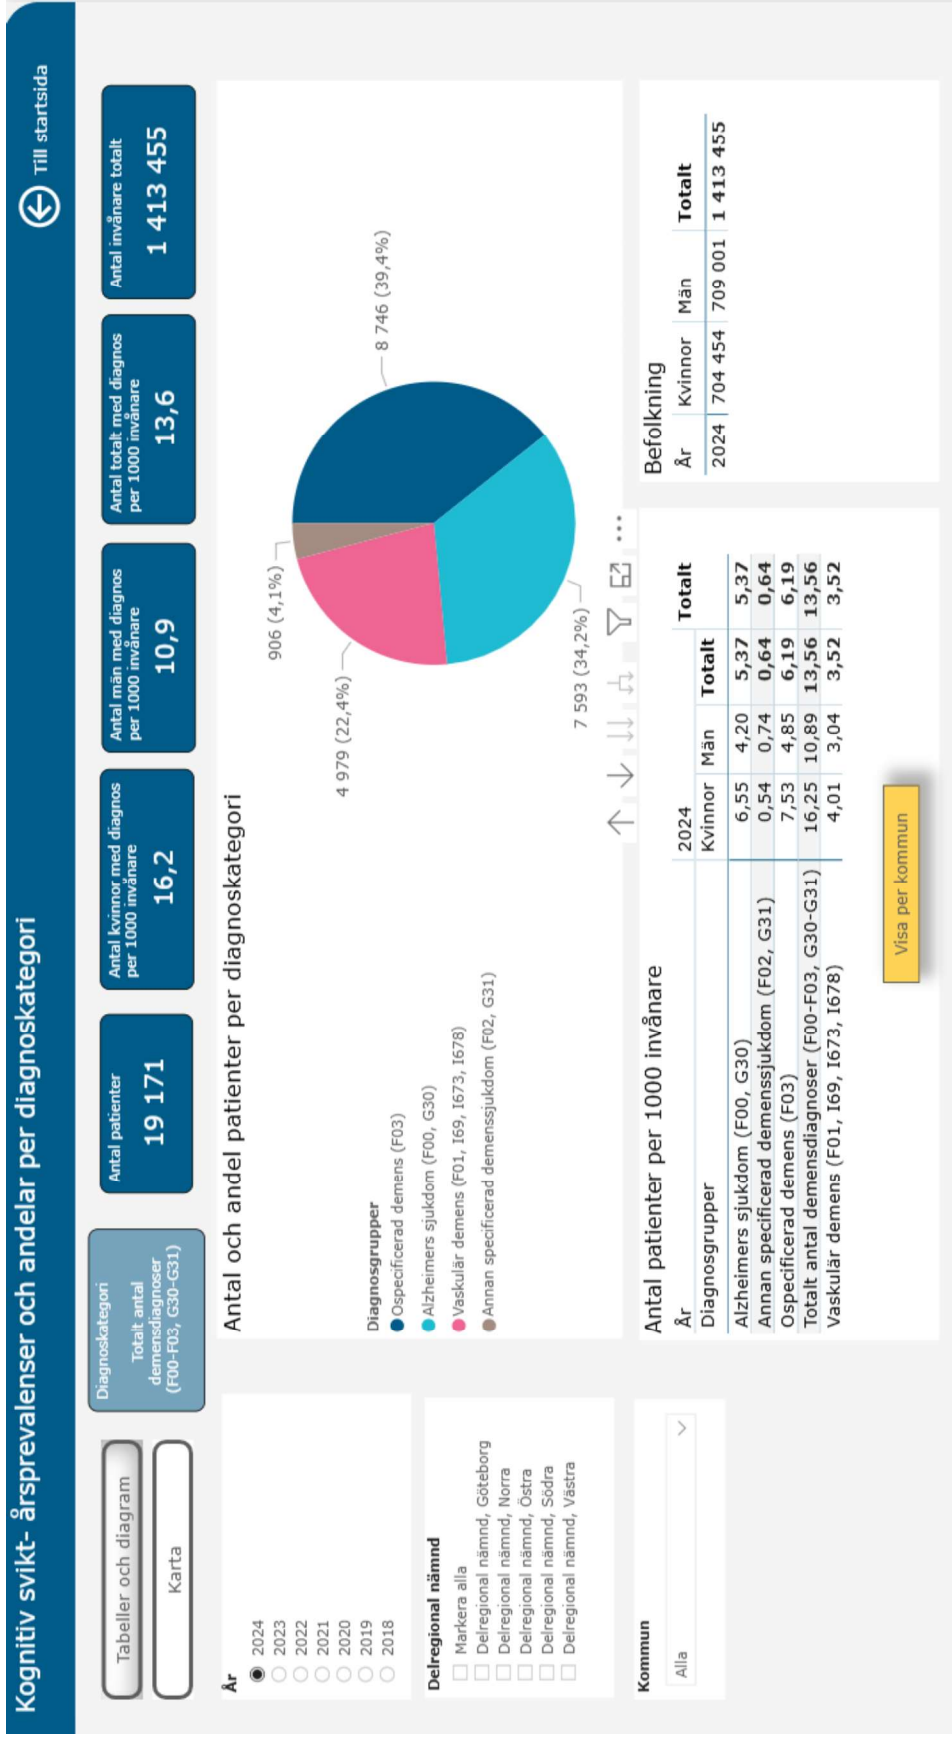 Kognitiv svikt- årsprevalenser och andelar per diagnoskategori
Till startsida
Tabeller och diagram
Karta
Diagnoskategori
Totalt antal
demensdiagnoser
(F00-F03, G30-G31)
Antal patienter
19 171
Antal kvinnor med diagnos
per 1000 invånare
16,2
Antal män med diagnos
per 1000 invånare
10,9
Antal totalt med diagnos
per 1000 invånare
13,6
Antal invånare totalt
1 413 455
År
2024
2023
2022
2021
2020
2019
2018
Delregional nämnd
Markera alla
Delregional nämnd, Göteborg
Delregional nämnd, Norra
Delregional nämnd, Östra
Delregional nämnd, Södra
Delregional nämnd, Västra
Kommun
Alla
Antal och andel patienter per diagnoskategori
Diagnosgrupper
Ospecificerad demens (F03)
Alzheimers sjukdom (F00, G30)
Vaskulär demens (F01, I69, I673, I678)
Annan specificerad demenssjukdom (F02, G31)
906 (4,1%)
4 979 (22,4%)
8 746 (39,4%)
7 593 (34,2%)
Antal patienter per 1000 invånare
År 2024 Totalt
Diagnosgrupper Kvinnor Män Totalt
Alzheimers sjukdom (F00, G30) 6,55 4,20 5,37 5,37
Annan specificerad demenssjukdom (F02, G31) 0,54 0,74 0,64 0,64
Ospecificerad demens (F03) 7,53 4,85 6,19 6,19
Totalt antal demensdiagnoser (F00-F03, G30-G31) 16,25 10,89 13,56 13,56
Vaskulär demens (F01, I69, I673, I678) 4,01 3,04 3,52 3,52
Visa per kommun
Befolkning
År Kvinnor Män Totalt
2024 704 454 709 001 1 413 455